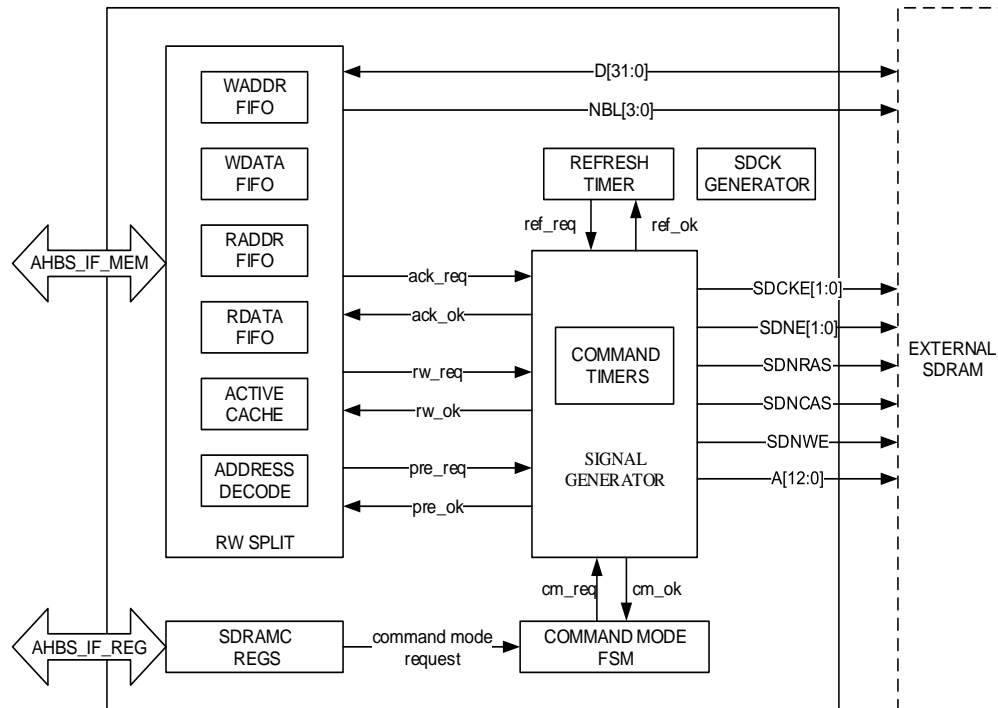 D[31:0]
WADDR
FIFO
NBL[3:0]
WDATA
FIFO
REFRESH
TIMER
SDCK
GENERATOR
ref_req
ref_ok
AHBS_IF_MEM
RADDR
FIFO
ack_req
SDCKE[1:0]
RDATA
FIFO
ack_ok
SDNE[1:0]
COMMAND
TIMERS
EXTERNAL
SDRAM
rw_req
SDNRAS
ACTIVE
CACHE
rw_ok
SDNCAS
SDNWE
ADDRESS
DECODE
pre_req
SIGNAL
GENERATOR
A[12:0]
pre_ok
RW SPLIT
cm_req
cm_ok
AHBS_IF_REG
SDRAMC
REGS
command mode
request
COMMAND MODE
FSM